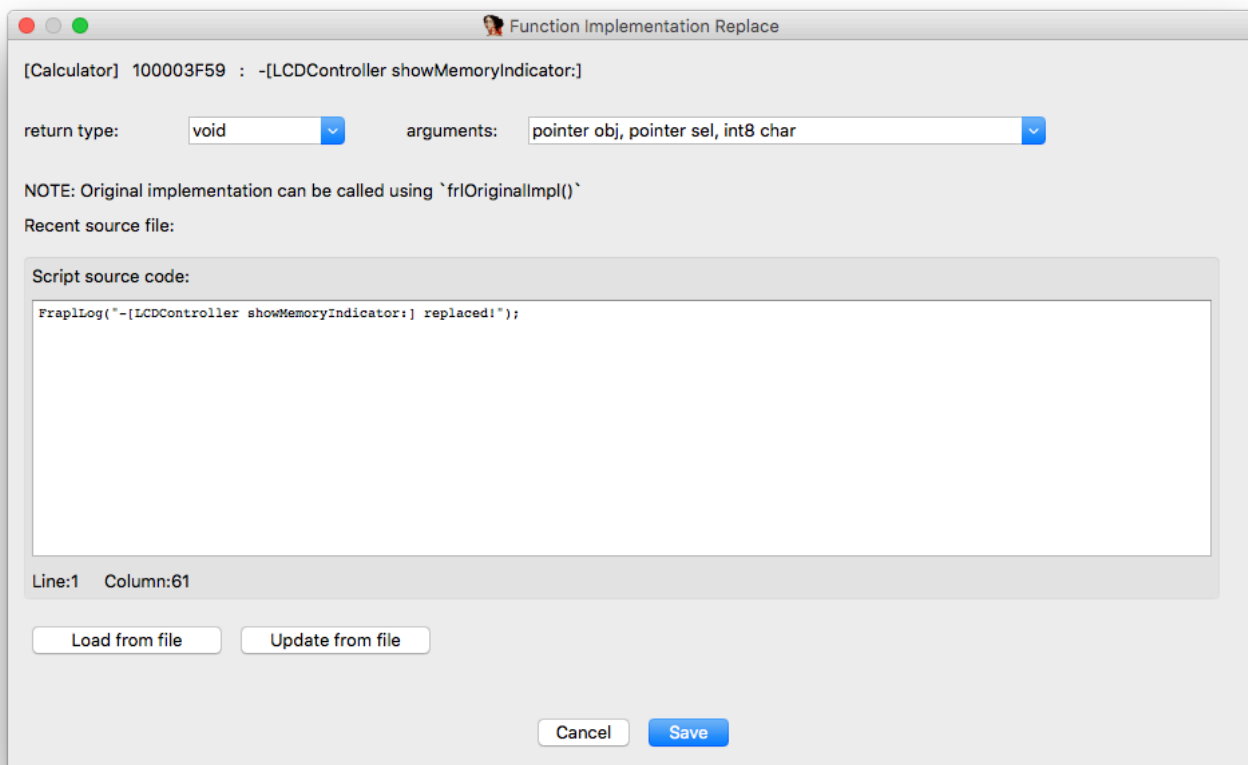 Function Implementation Replace
[Calculator] 100003F59 : -[LCDController showMemoryIndicator:]
return type: void arguments: pointer obj, pointer sel, int8 char
NOTE: Original implementation can be called using `frlOriginalImpl()`
Recent source file:
Script source code:
FraplLog("-[LCDController showMemoryIndicator:] replaced!");
Line:1 Column:61
Load from file Update from file
Cancel Save